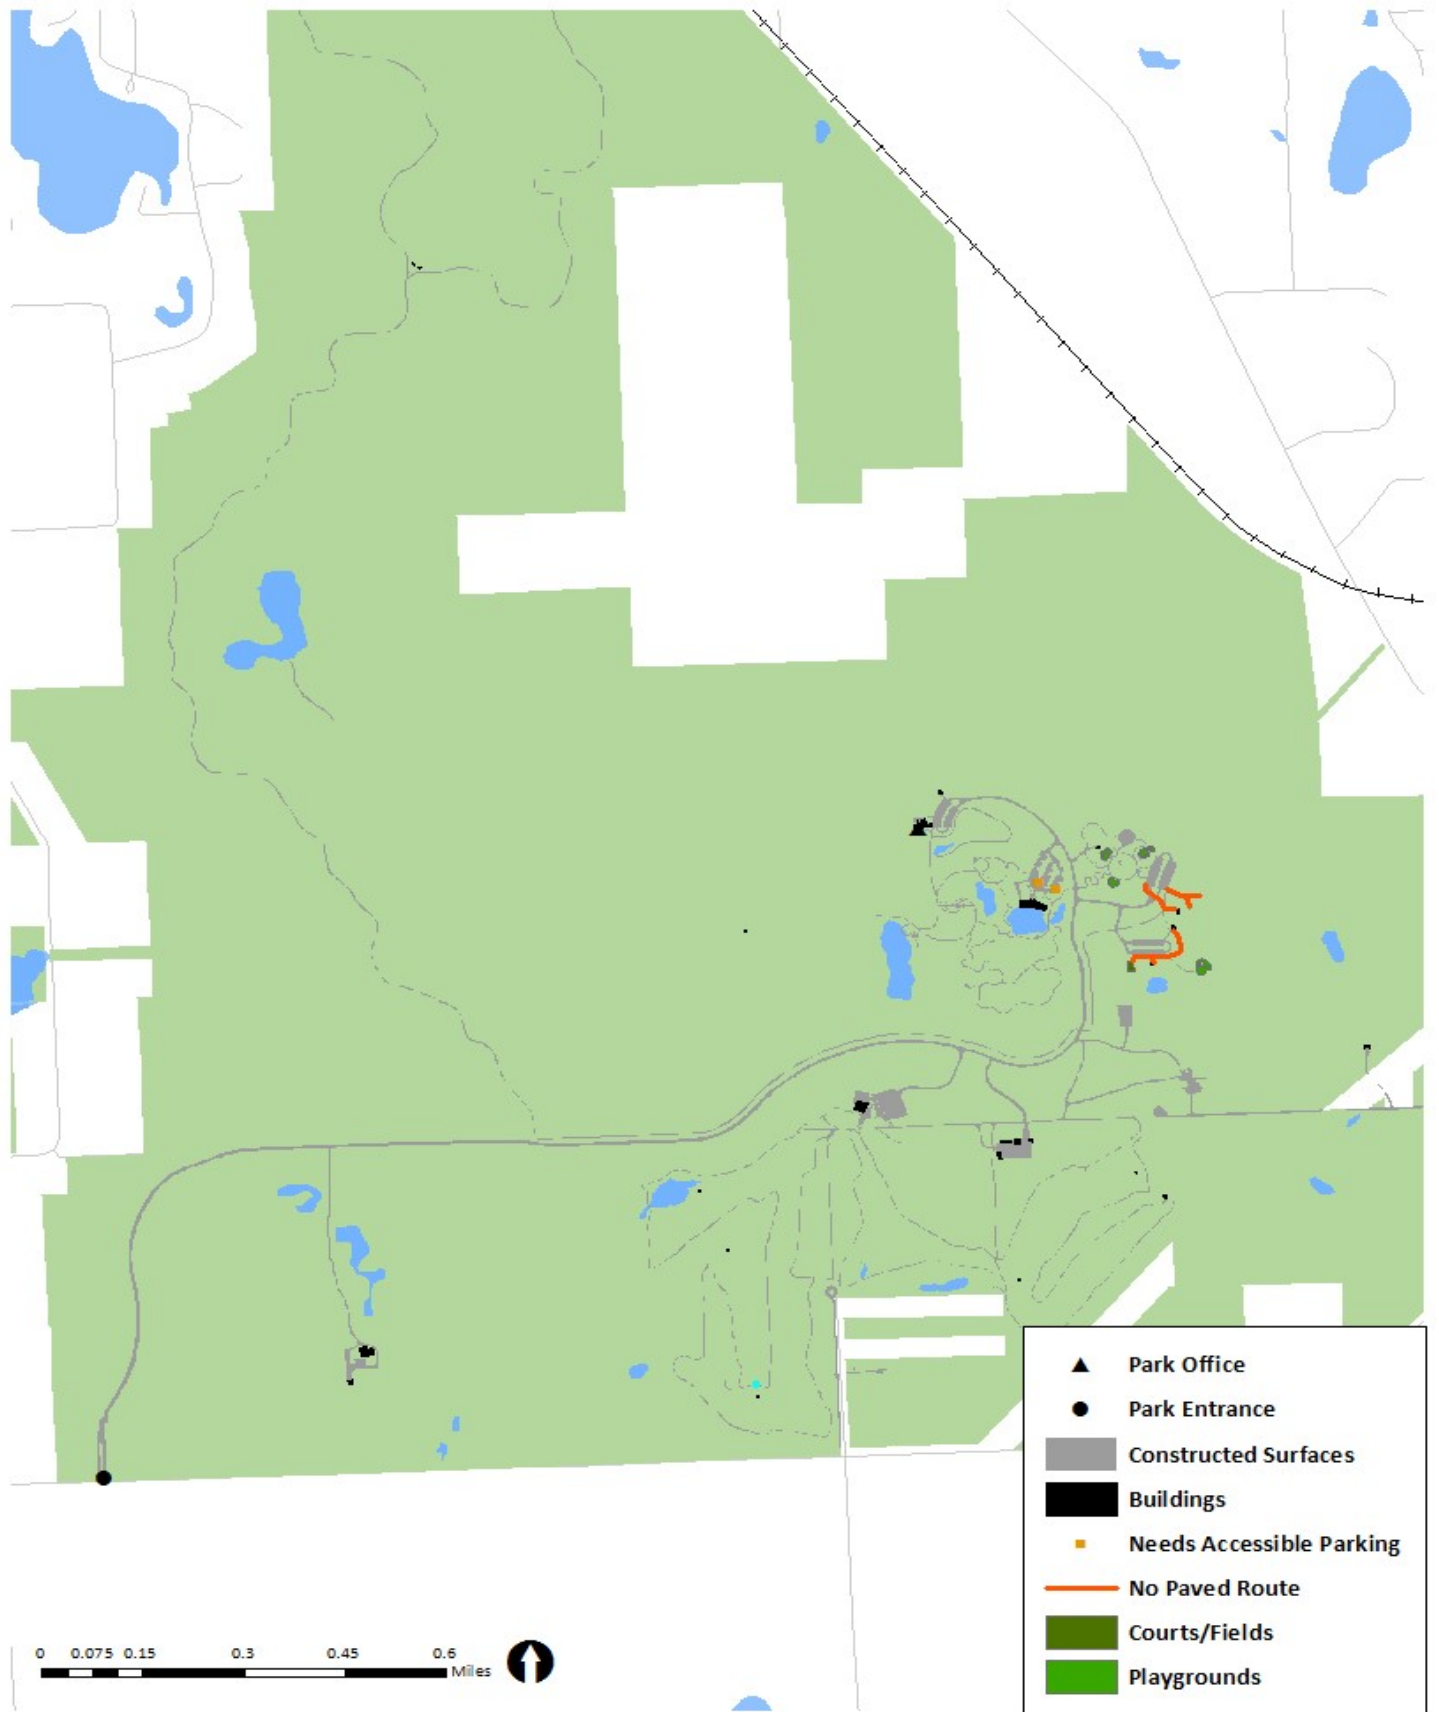 Park Office
Park Entrance
Constructed Surfaces
Buildings
Needs Accessible Parking
No Paved Route
Courts/Fields
Playgrounds
0 0.075 0.15 0.3 0.45 0.6
Miles